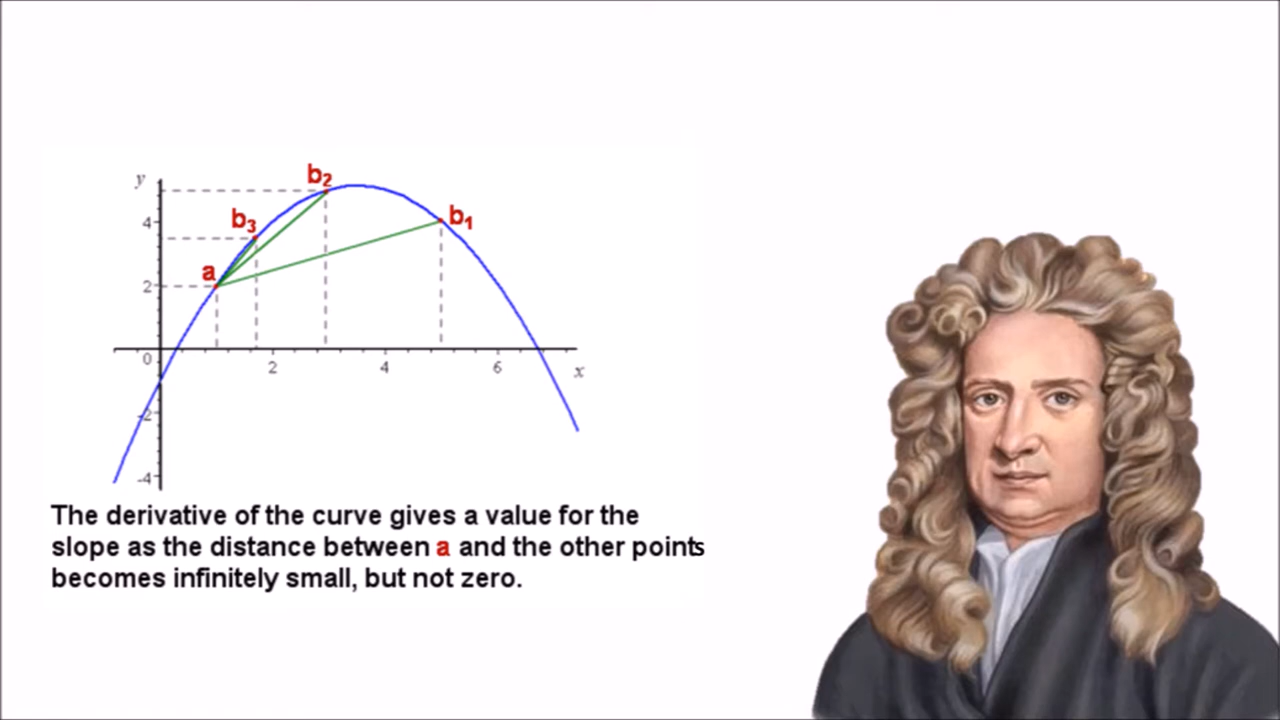 y
b2
b3
b1
4
a
2
0
2
4
6
x
-2
-4
The derivative of the curve gives a value for the
slope as the distance between a and the other points
becomes infinitely small, but not zero.